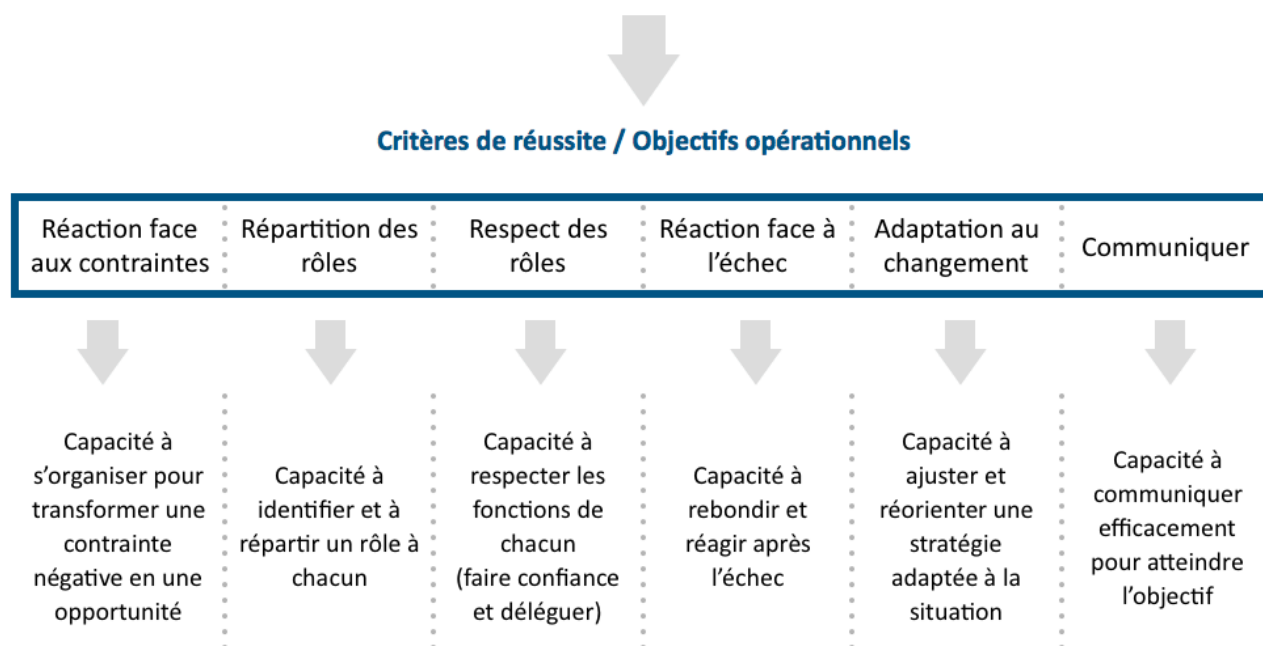 Critères de réussite / Objectifs opérationnels
Réaction face
aux contraintes
Répartition des
rôles
Respect des
rôles
Réaction face à
l’échec
Adaptation au
changement
Communiquer
Capacité à
s’organiser pour
transformer une
contrainte
négative en une
opportunité
Capacité à
identifier et à
répartir un rôle à
chacun
Capacité à
respecter les
fonctions de
chacun
(faire confiance
et déléguer)
Capacité à
rebondir et
réagir après
l’échec
Capacité à
ajuster et
réorienter une
stratégie
adaptée à la
situation
Capacité à
communiquer
efficacement
pour atteindre
l’objectif